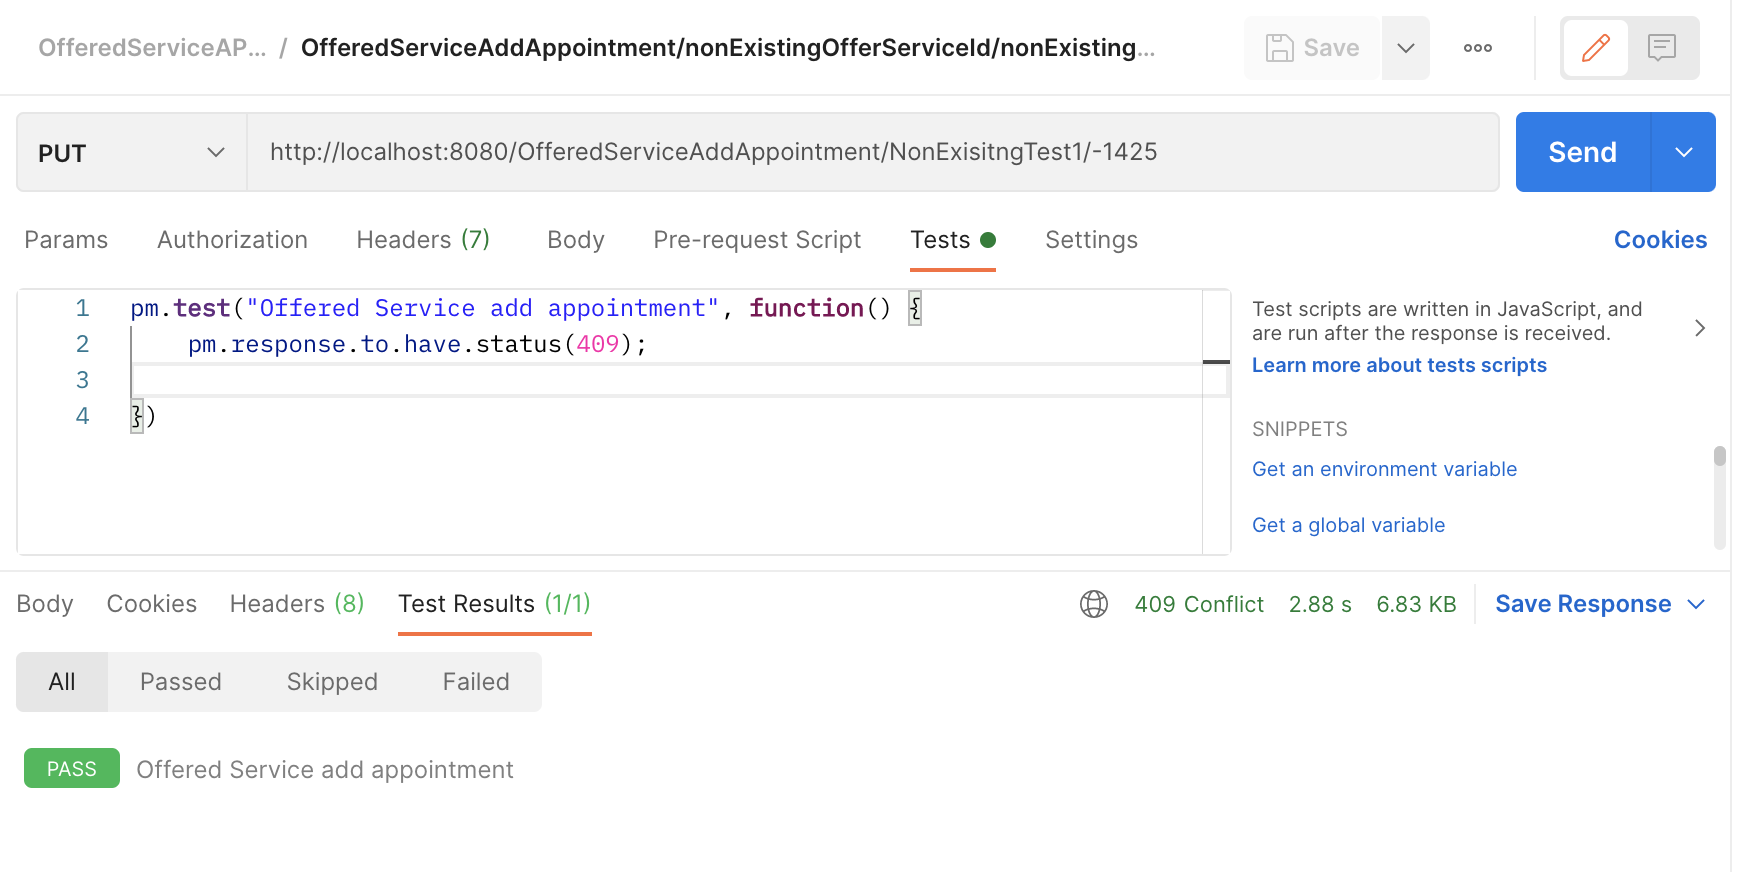 OfferedServiceAP... / OfferedServiceAddAppointment/nonExistingOfferServiceId/nonExisting... Save
PUT http://localhost:8080/OfferedServiceAddAppointment/NonExisitngTest1/-1425 Send
Params Authorization Headers (7) Body Pre-request Script Tests Settings Cookies
1 pm.test("Offered Service add appointment", function() {
2 pm.response.to.have.status(409);
3
4 })
Test scripts are written in JavaScript, and
are run after the response is received.
Learn more about tests scripts
SNIPPETS
Get an environment variable
Get a global variable
Body Cookies Headers (8) Test Results (1/1) 409 Conflict 2.88 s 6.83 KB Save Response
All Passed Skipped Failed
PASS Offered Service add appointment